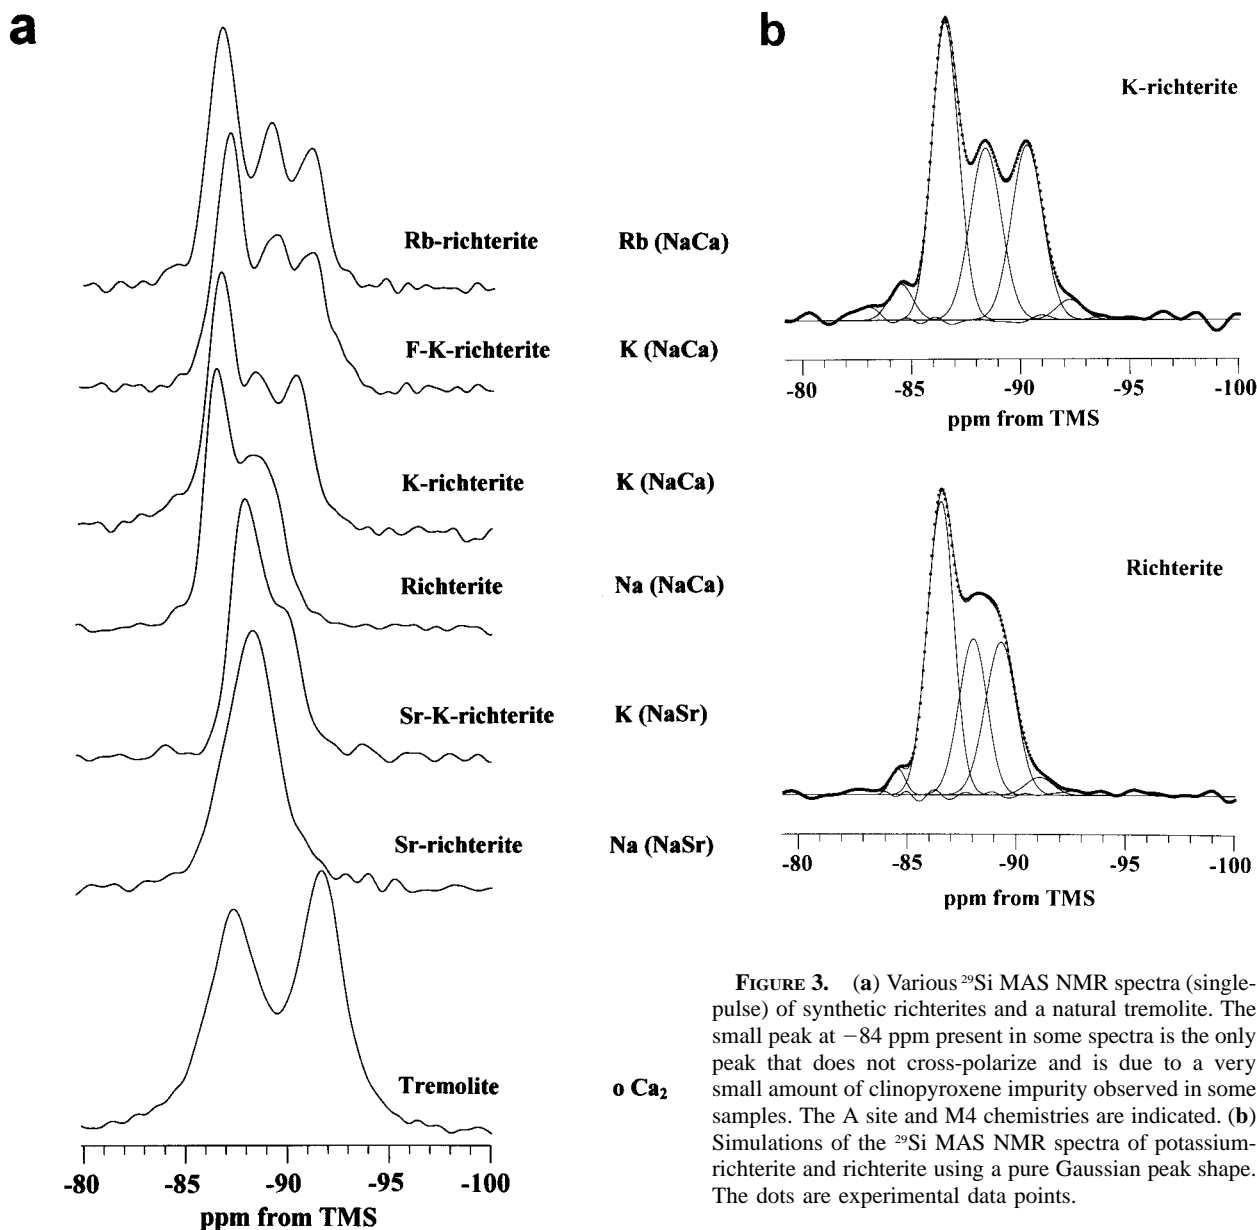 a
Rb-richterite Rb (NaCa)
F-K-richterite K (NaCa)
K-richterite K (NaCa)
Richterite Na (NaCa)
Sr-K-richterite K (NaSr)
Sr-richterite Na (NaSr)
Tremolite o Ca₂
-80 -85 -90 -95 -100
ppm from TMS
b
K-richterite
-80 -85 -90 -95 -100
ppm from TMS
Richterite
-80 -85 -90 -95 -100
ppm from TMS
FIGURE 3. (a) Various ²⁹Si MAS NMR spectra (single-
pulse) of synthetic richterites and a natural tremolite. The
small peak at −84 ppm present in some spectra is the only
peak that does not cross-polarize and is due to a very
small amount of clinopyroxene impurity observed in some
samples. The A site and M4 chemistries are indicated. (b)
Simulations of the ²⁹Si MAS NMR spectra of potassium-
richterite and richterite using a pure Gaussian peak shape.
The dots are experimental data points.